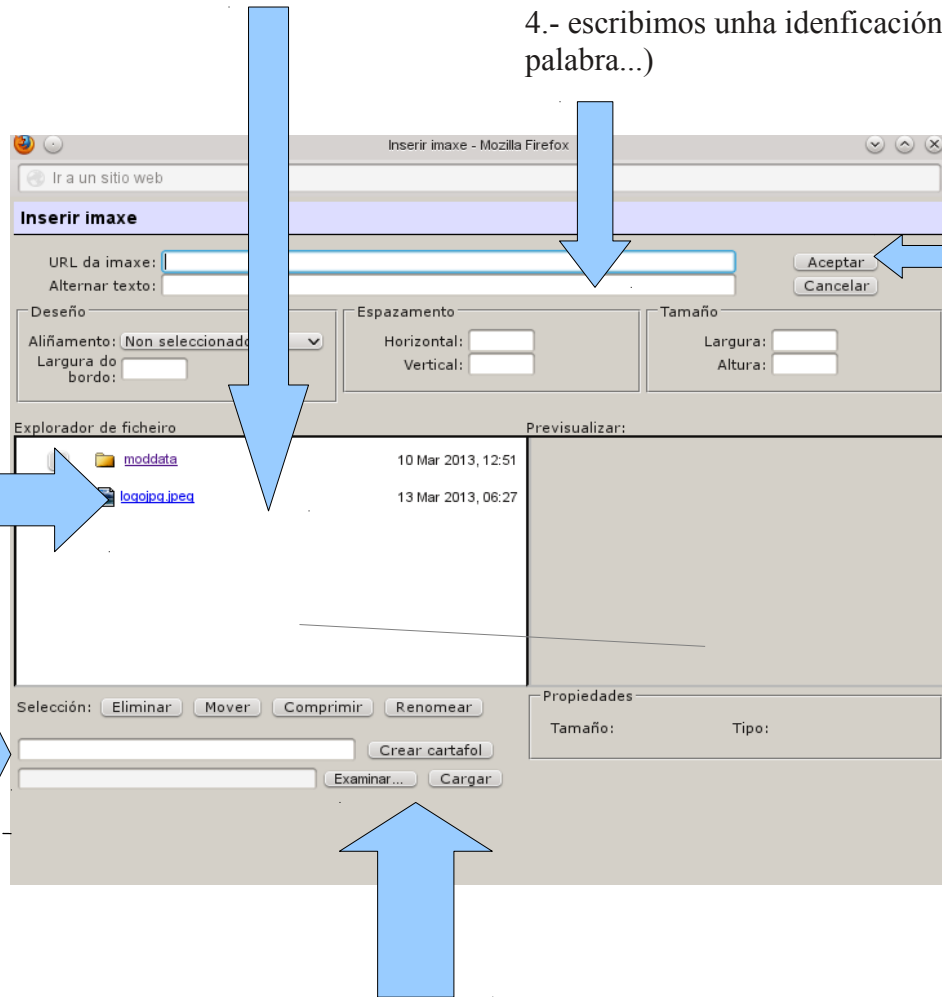 4.- escribimos unha idenficación
palabra...)
Inserir imaxe - Mozilla Firefox
Ir a un sitio web
Inserir imaxe
URL da imaxe:
Aceptar
Alternar texto:
Cancelar
Deseño
Espazamento
Tamaño
Aliñamento: Non seleccionado
Horizontal:
Largura:
Largura do
bordo:
Vertical:
Altura:
Explorador de ficheiro
Previsualizar:
moddata 10 Mar 2013, 12:51
logojpg.jpeg 13 Mar 2013, 06:27
Selección: Eliminar Mover Comprimir Renomear
Propiedades
Tamaño: Tipo:
Crear cartafol
Examinar... Cargar